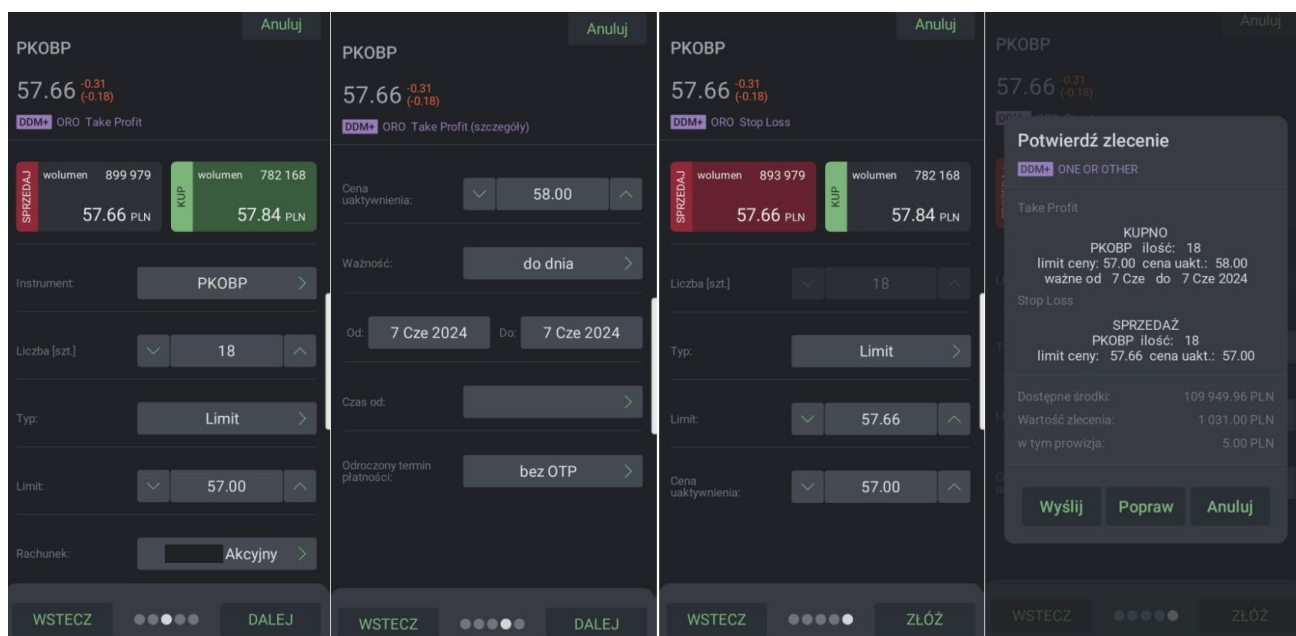 Anuluj
PKOBP
57.66 -0.31
(-0.18)
DDM+ ORO Take Profit
SPRZEDAJ
wolumen 899 979
57.66 PLN
KUP
wolumen 782 168
57.84 PLN
Instrument: PKOBP
Liczba [szt.] 18
Typ: Limit
Limit: 57.00
Rachunek: Akcyjny
WSTECZ DALEJ
Anuluj
PKOBP
57.66 -0.31
(-0.18)
DDM+ ORO Take Profit (szczegóły)
Cena
uaktywnienia: 58.00
Ważność: do dnia
Od: 7 Cze 2024 Do: 7 Cze 2024
Czas od:
Odroczony termin
płatności: bez OTP
WSTECZ DALEJ
Anuluj
PKOBP
57.66 -0.31
(-0.18)
DDM+ ORO Stop Loss
SPRZEDAJ
wolumen 893 979
57.66 PLN
KUP
wolumen 782 168
57.84 PLN
Liczba [szt.] 18
Typ: Limit
Limit: 57.66
Cena
uaktywnienia: 57.00
WSTECZ ZŁÓŻ
Anuluj
PKOBP
57.66 -0.31
(-0.18)
Potwierdź zlecenie
DDM+ ONE OR OTHER
Take Profit
KUPNO
PKOBP ilość: 18
limit ceny: 57.00 cena uakt.: 58.00
ważne od 7 Cze do 7 Cze 2024
Stop Loss
SPRZEDAŻ
PKOBP ilość: 18
limit ceny: 57.66 cena uakt.: 57.00
Dostępne środki: 109 949.96 PLN
Wartość zlecenia: 1 031.00 PLN
w tym prowizja: 5.00 PLN
Wyślij Popraw Anuluj
WSTECZ ZŁÓŻ